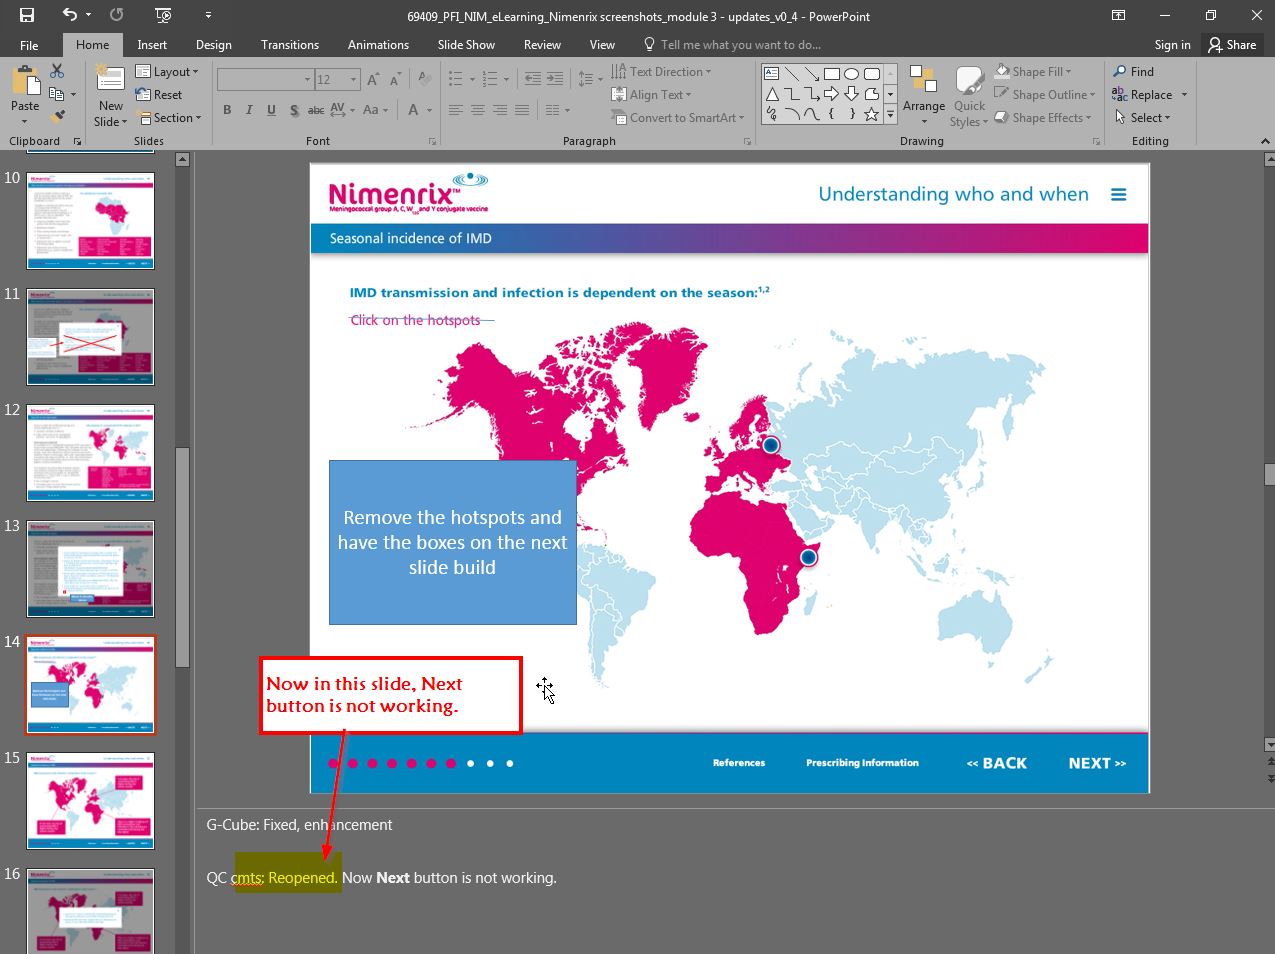 69409_PFI_NIM_eLearning_Nimenrix screenshots_module 3 - updates_v0_4 - PowerPoint
File
Home
Insert
Design
Transitions
Animations
Slide Show
Review
View
Tell me what you want to do...
Sign in
Share
Paste
New
Slide
Layout
Reset
Section
12
B I U S abc AV Aa A
Text Direction
Align Text
Convert to SmartArt
Arrange
Quick
Styles
Shape Fill
Shape Outline
Shape Effects
Find
Replace
Select
Clipboard
Slides
Font
Paragraph
Drawing
Editing
10
11
12
13
14
15
16
Nimenrix™
Meningococcal group A, C, W135 and Y conjugate vaccine
Understanding who and when
Seasonal incidence of IMD
IMD transmission and infection is dependent on the season:1,2
Click on the hotspots
Remove the hotspots and
have the boxes on the next
slide build
Now in this slide, Next
button is not working.
References
Prescribing Information
<< BACK
NEXT >>
G-Cube: Fixed, enhancement
QC cmts: Reopened. Now Next button is not working.